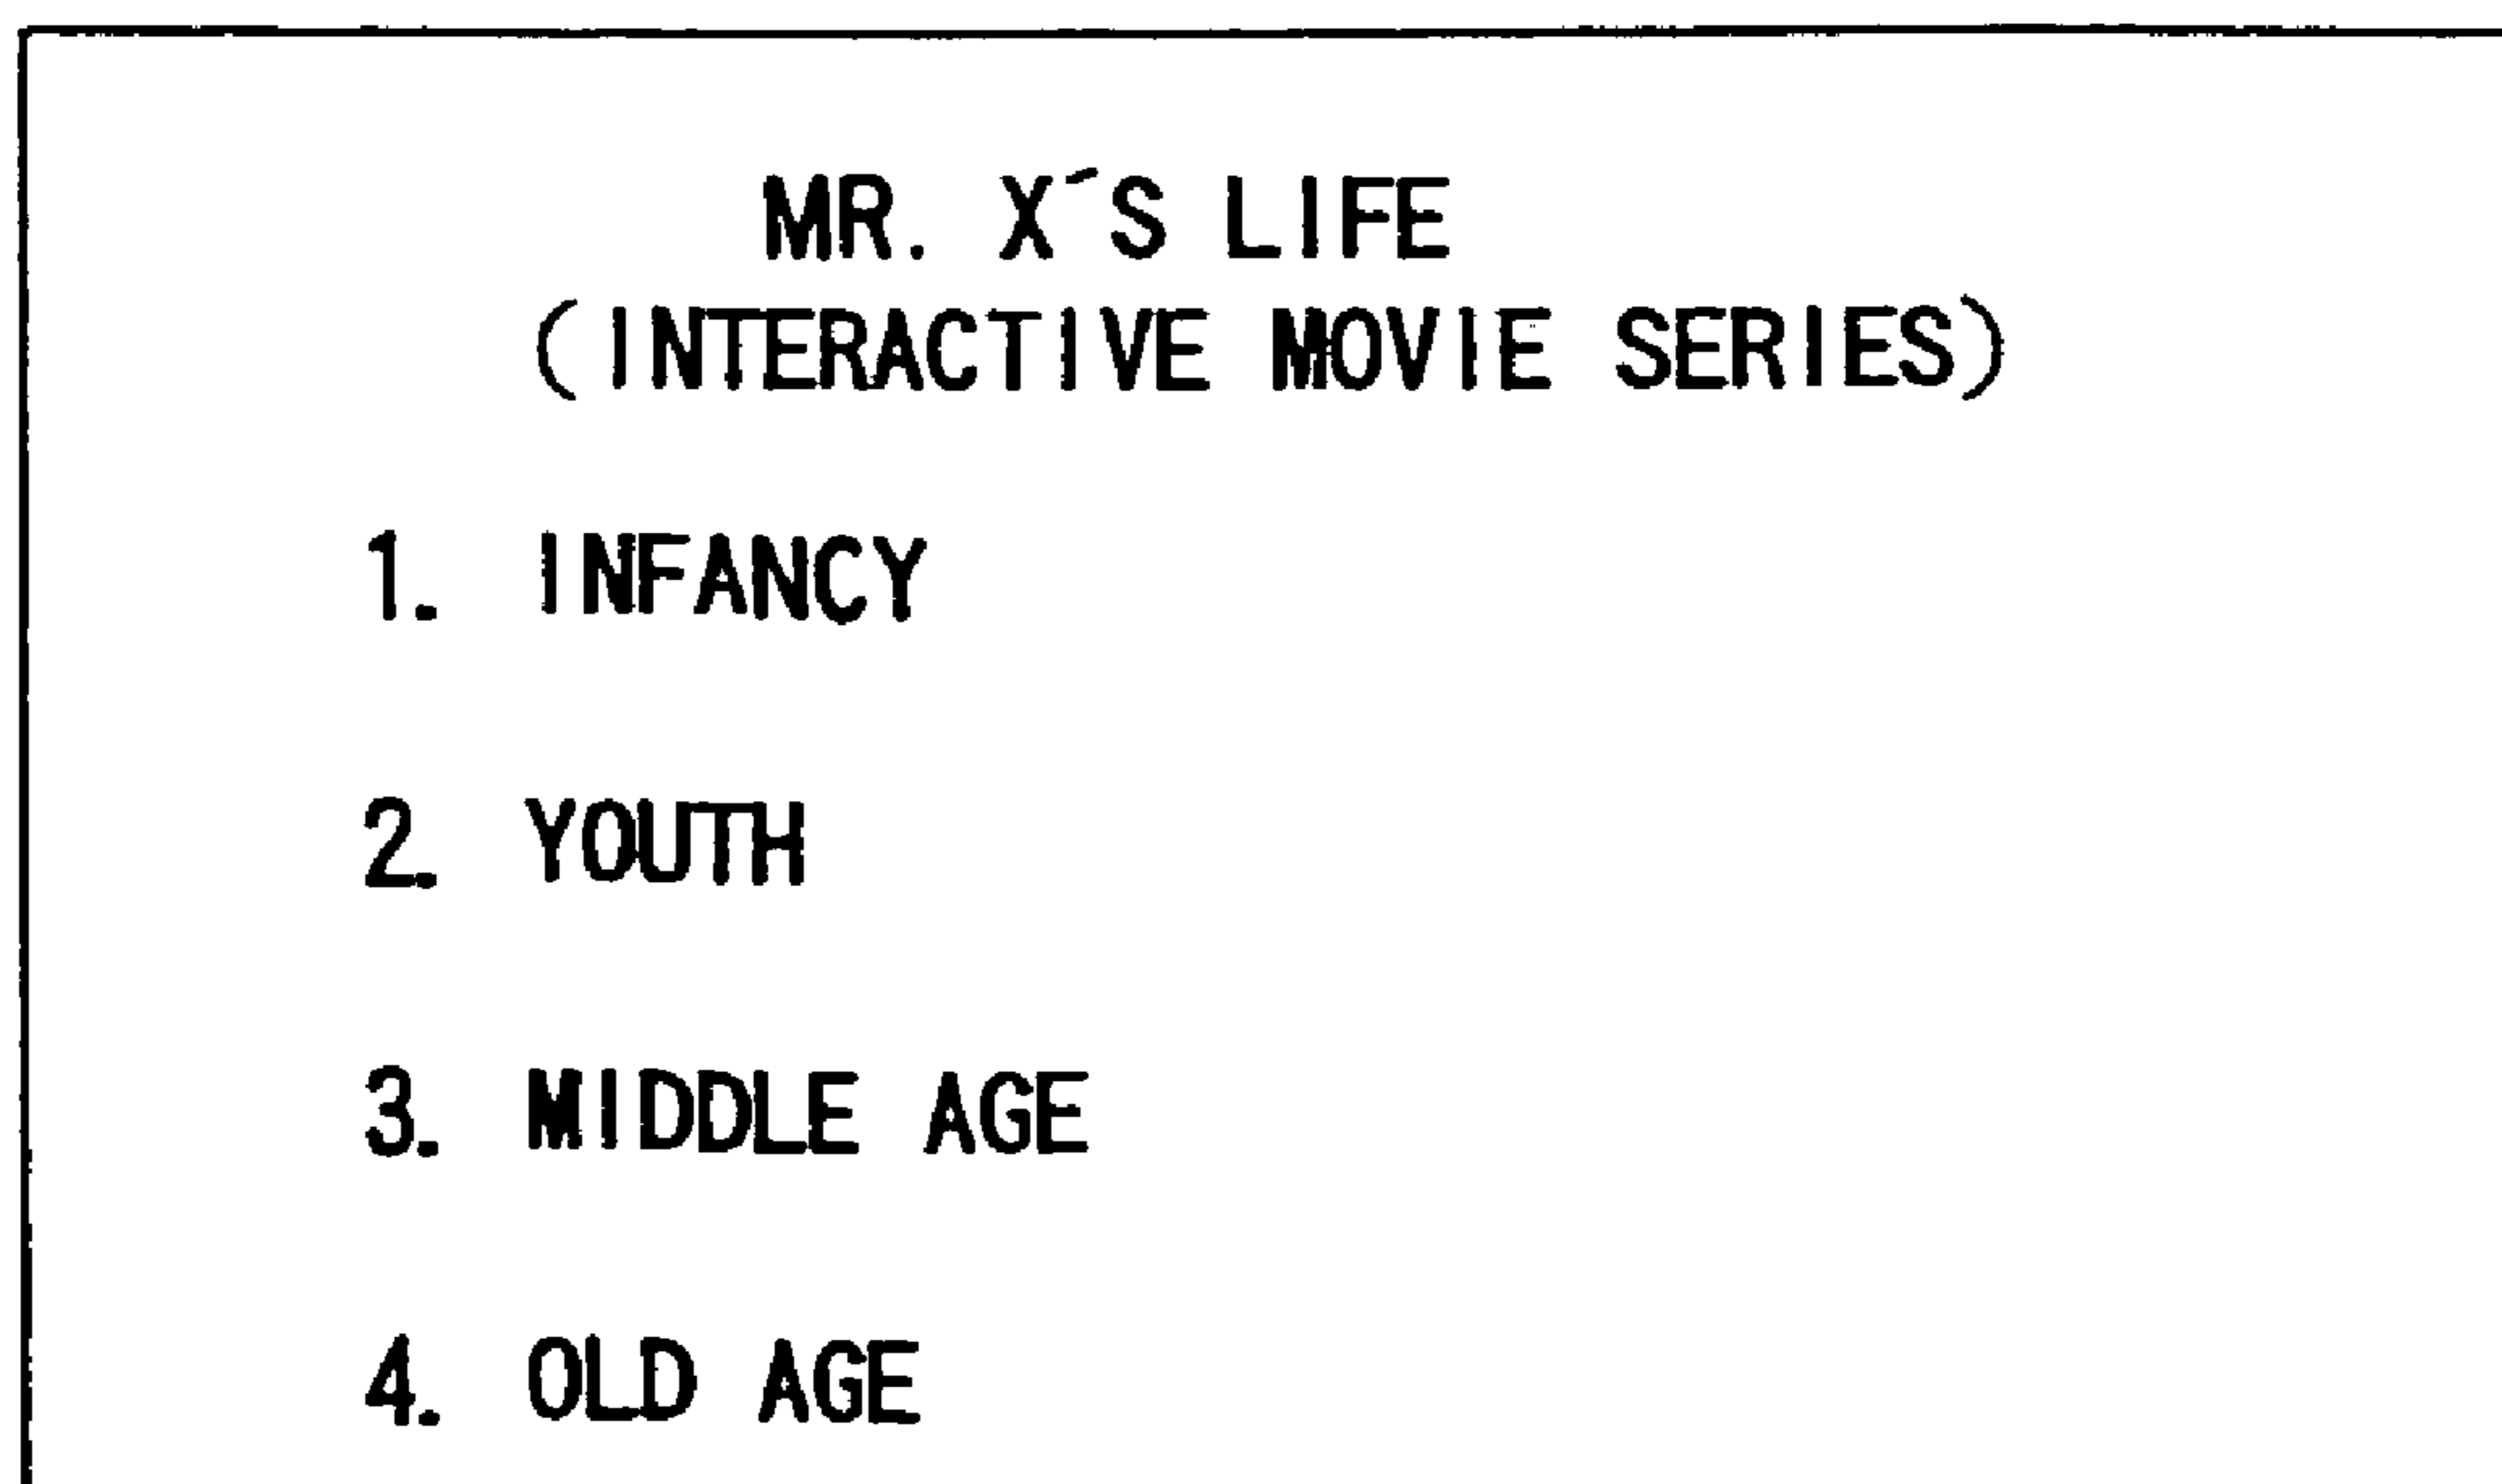 MR. X´S LIFE
(INTERACTIVE MOVIE SERIES)
1. INFANCY
2. YOUTH
3. MIDDLE AGE
4. OLD AGE